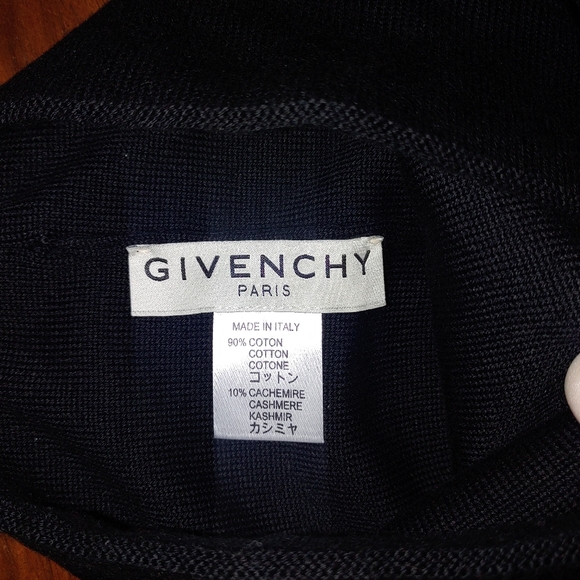 GIVENCHY
PARIS
MADE IN ITALY
90% COTON
COTTON
COTONE
コットン
10% CACHEMIRE
CASHMERE
KASHMIR
カシミヤ